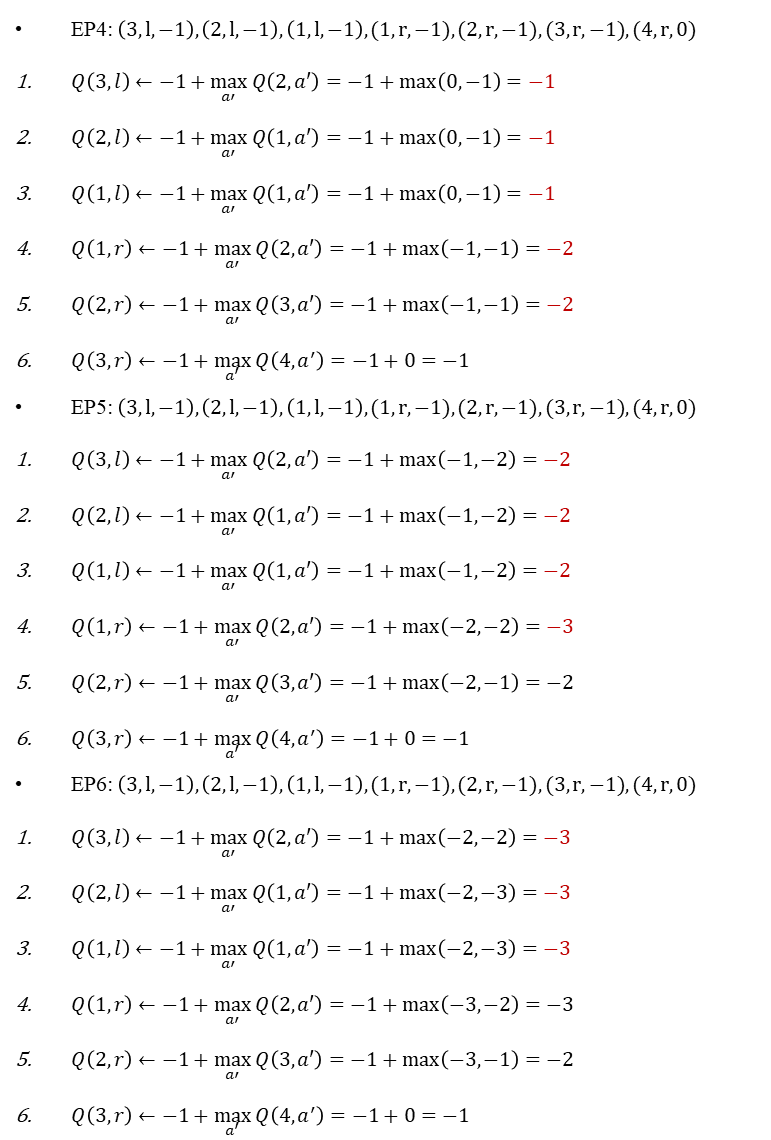 • EP4: (3,l,−1),(2,l,−1),(1,l,−1),(1,r,−1),(2,r,−1),(3,r,−1),(4,r,0)
1. Q(3,l) ← −1 + max_{a′} Q(2,a′) = −1 + max(0,−1) = −1
2. Q(2,l) ← −1 + max_{a′} Q(1,a′) = −1 + max(0,−1) = −1
3. Q(1,l) ← −1 + max_{a′} Q(1,a′) = −1 + max(0,−1) = −1
4. Q(1,r) ← −1 + max_{a′} Q(2,a′) = −1 + max(−1,−1) = −2
5. Q(2,r) ← −1 + max_{a′} Q(3,a′) = −1 + max(−1,−1) = −2
6. Q(3,r) ← −1 + max_{a′} Q(4,a′) = −1 + 0 = −1
• EP5: (3,l,−1),(2,l,−1),(1,l,−1),(1,r,−1),(2,r,−1),(3,r,−1),(4,r,0)
1. Q(3,l) ← −1 + max_{a′} Q(2,a′) = −1 + max(−1,−2) = −2
2. Q(2,l) ← −1 + max_{a′} Q(1,a′) = −1 + max(−1,−2) = −2
3. Q(1,l) ← −1 + max_{a′} Q(1,a′) = −1 + max(−1,−2) = −2
4. Q(1,r) ← −1 + max_{a′} Q(2,a′) = −1 + max(−2,−2) = −3
5. Q(2,r) ← −1 + max_{a′} Q(3,a′) = −1 + max(−2,−1) = −2
6. Q(3,r) ← −1 + max_{a′} Q(4,a′) = −1 + 0 = −1
• EP6: (3,l,−1),(2,l,−1),(1,l,−1),(1,r,−1),(2,r,−1),(3,r,−1),(4,r,0)
1. Q(3,l) ← −1 + max_{a′} Q(2,a′) = −1 + max(−2,−2) = −3
2. Q(2,l) ← −1 + max_{a′} Q(1,a′) = −1 + max(−2,−3) = −3
3. Q(1,l) ← −1 + max_{a′} Q(1,a′) = −1 + max(−2,−3) = −3
4. Q(1,r) ← −1 + max_{a′} Q(2,a′) = −1 + max(−3,−2) = −3
5. Q(2,r) ← −1 + max_{a′} Q(3,a′) = −1 + max(−3,−1) = −2
6. Q(3,r) ← −1 + max_{a′} Q(4,a′) = −1 + 0 = −1